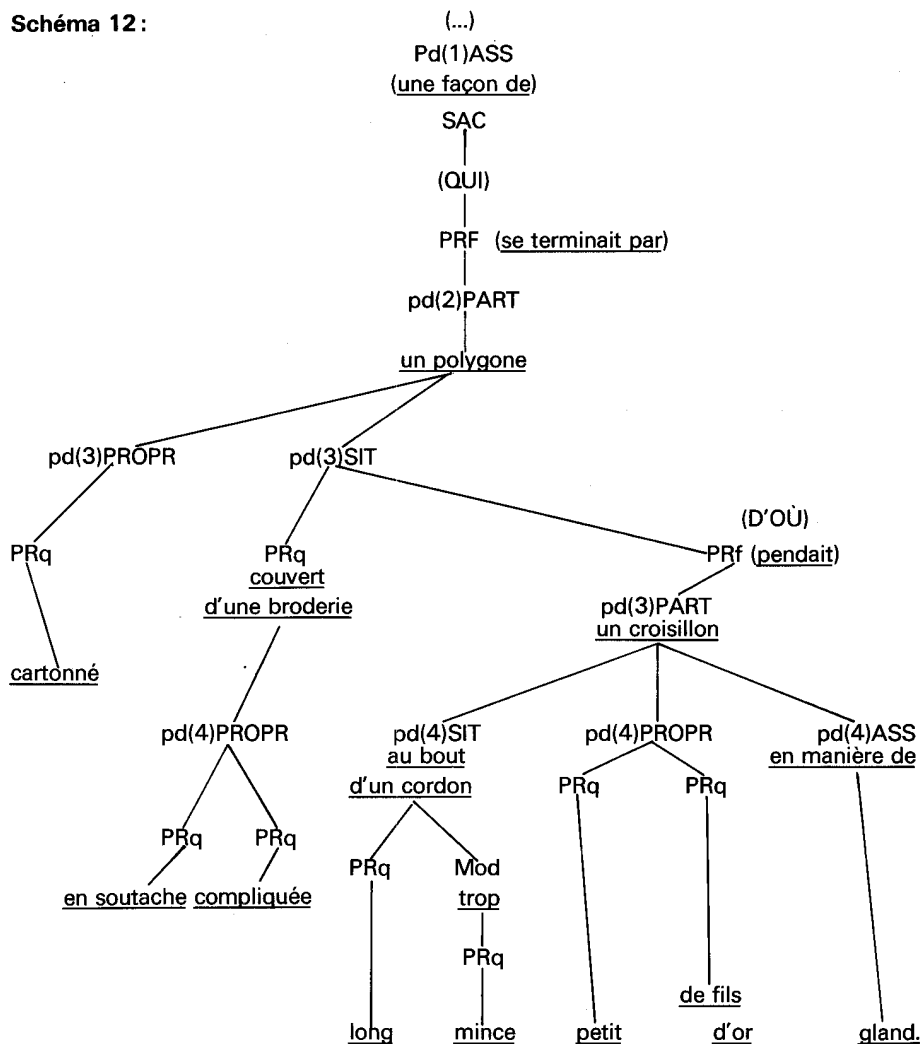 Schéma 12:
(...)
Pd(1)ASS
(une façon de)
SAC
(QUI)
PRF (se terminait par)
pd(2)PART
un polygone
pd(3)PROPR pd(3)SIT
(D'OÙ)
PRq PRq PRf (pendait)
couvert
d'une broderie
pd(3)PART
un croisillon
cartonné
pd(4)PROPR pd(4)SIT pd(4)PROPR pd(4)ASS
au bout en manière de
d'un cordon
PRq PRq
PRq PRq PRq Mod
en soutache compliquée trop
PRq
de fils
long mince petit d'or gland.